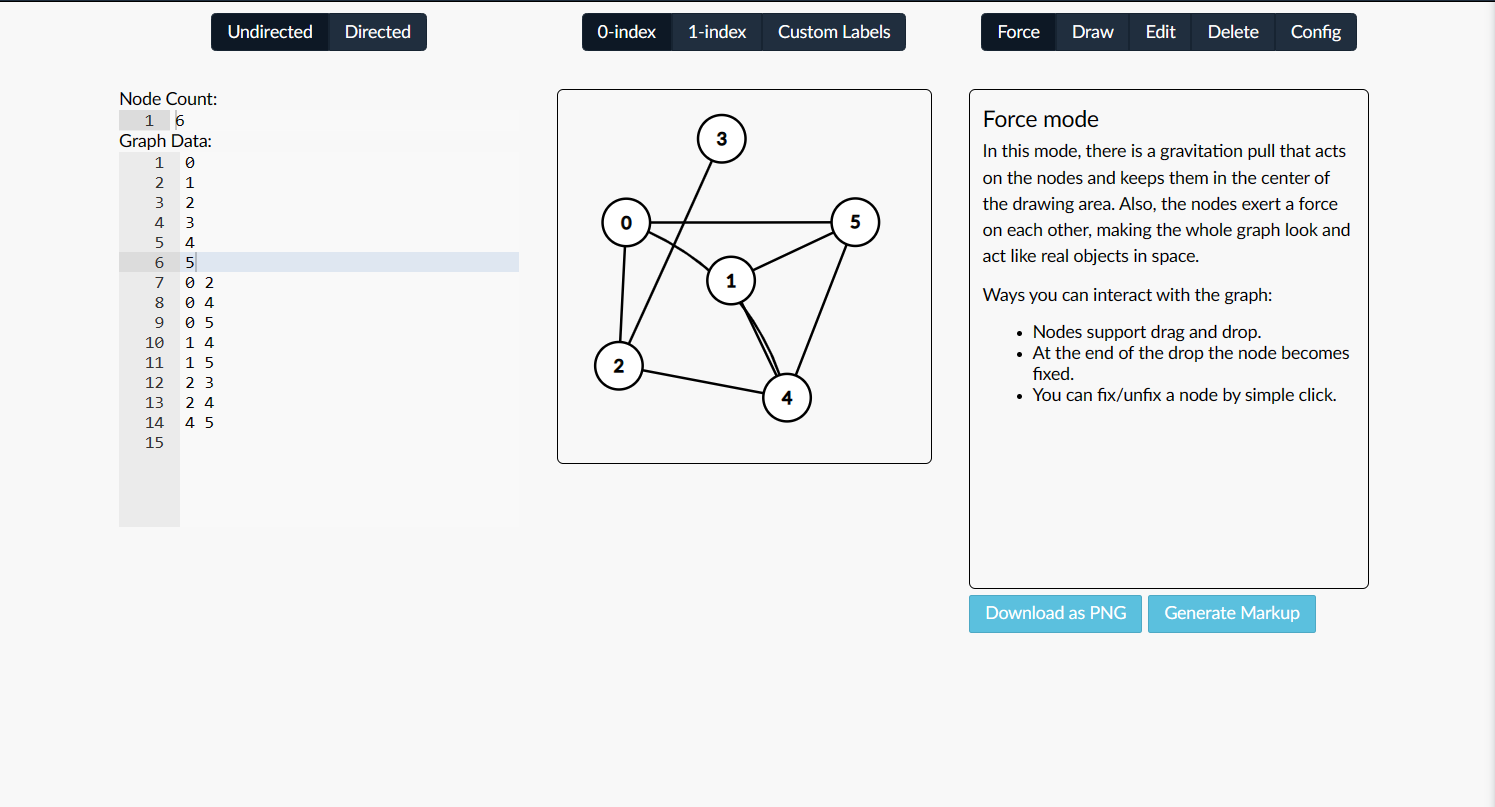 Undirected Directed 0-index 1-index Custom Labels Force Draw Edit Delete Config
Node Count:
1 6
Graph Data:
1 0
2 1
3 2
4 3
5 4
6 5
7 0 2
8 0 4
9 0 5
10 1 4
11 1 5
12 2 3
13 2 4
14 4 5
15
3
0
5
1
2
4
Force mode
In this mode, there is a gravitation pull that acts
on the nodes and keeps them in the center of
the drawing area. Also, the nodes exert a force
on each other, making the whole graph look and
act like real objects in space.
Ways you can interact with the graph:
• Nodes support drag and drop.
• At the end of the drop the node becomes
fixed.
• You can fix/unfix a node by simple click.
Download as PNG Generate Markup